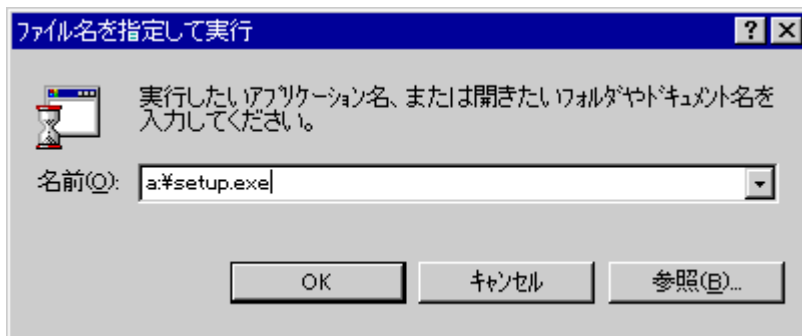 ファイル名を指定して実行
実行したいアプリケーション名、または開きたいフォルダやドキュメント名を
入力してください。
名前(O): a:¥setup.exe
OK キャンセル 参照(B)...